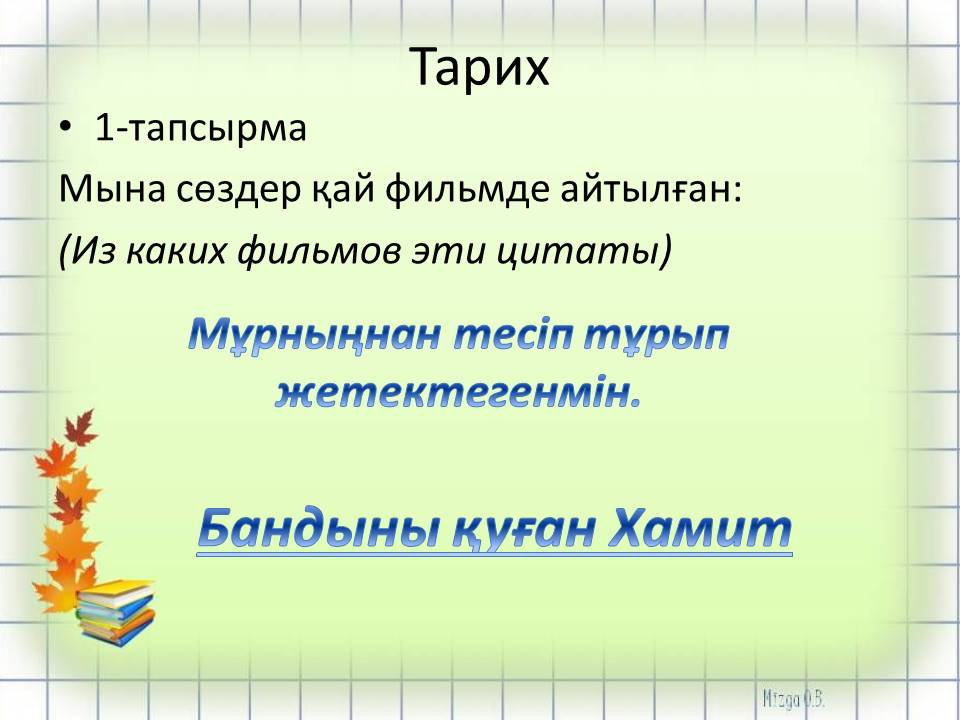 Тарих
• 1-тапсырма
Мына сөздер қай фильмде айтылған:
(Из каких фильмов эти цитаты)
Мұрныңнан тесіп тұрып
жетектегенмін.
Бандыны қуған Хамит
Mizga O.B.